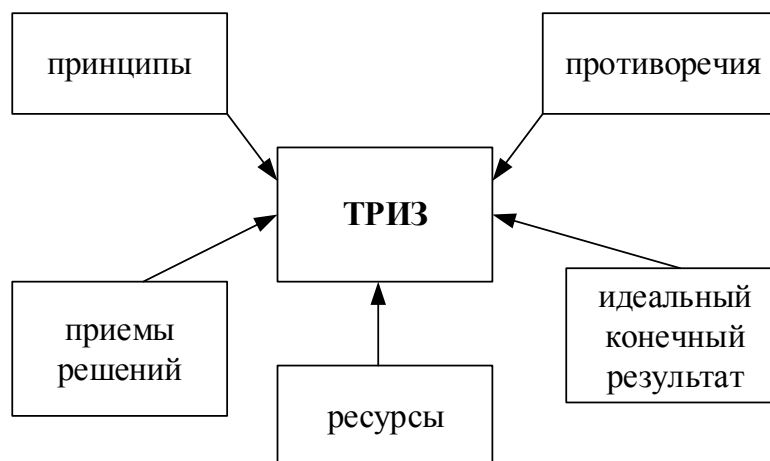 принципы
противоречия
ТРИЗ
приемы
решений
ресурсы
идеальный
конечный
результат